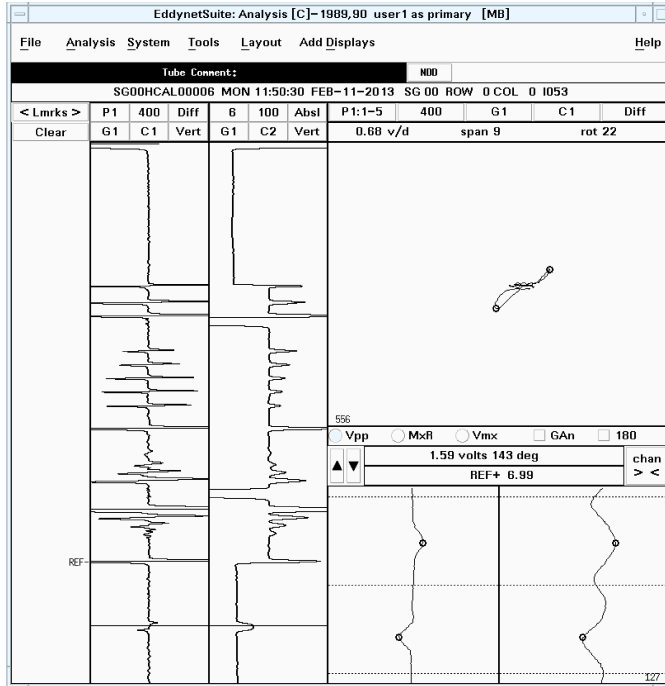 EddynetSuite: Analysis [C]-1989,90 user1 as primary [MB]
File Analysis System Tools Layout Add Displays Help
Tube Comment: NDD
SG00HCAL00006 MON 11:50:30 FEB-11-2013 SG 00 ROW 0 COL 0 I053
< Lmrks > P1 400 Diff 6 100 Absl P1:1-5 400 G1 C1 Diff
Clear G1 C1 Vert G1 C2 Vert 0.68 v/d span 9 rot 22
556
Vpp MxR Vmx GAn 180
1.59 volts 143 deg chan
REF+ 6.99 > <
REF
127